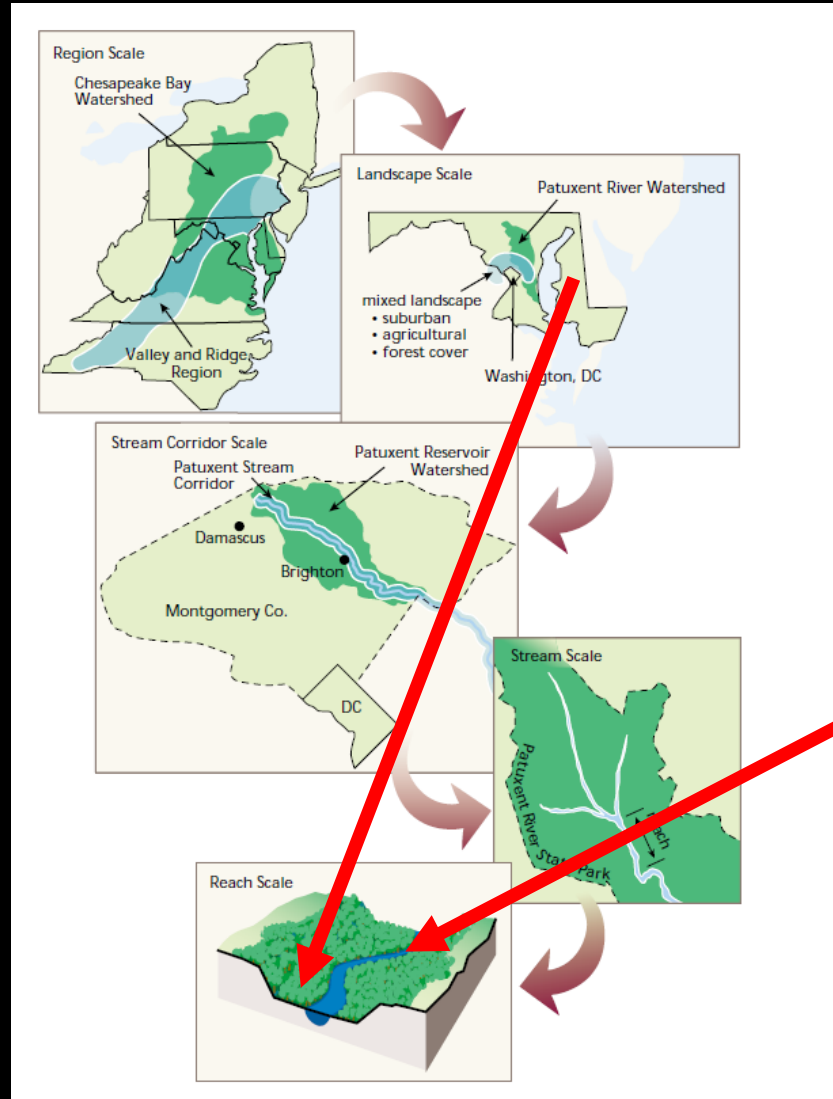 Region Scale
Chesapeake Bay
Watershed
Valley and Ridge
Region
Landscape Scale
Patuxent River Watershed
mixed landscape
• suburban
• agricultural
• forest cover
Washington, DC
Stream Corridor Scale
Patuxent Stream
Corridor
Patuxent Reservoir
Watershed
Damascus
Brighton
Montgomery Co.
DC
Stream Scale
Patuxent River State Park
reach
Reach Scale